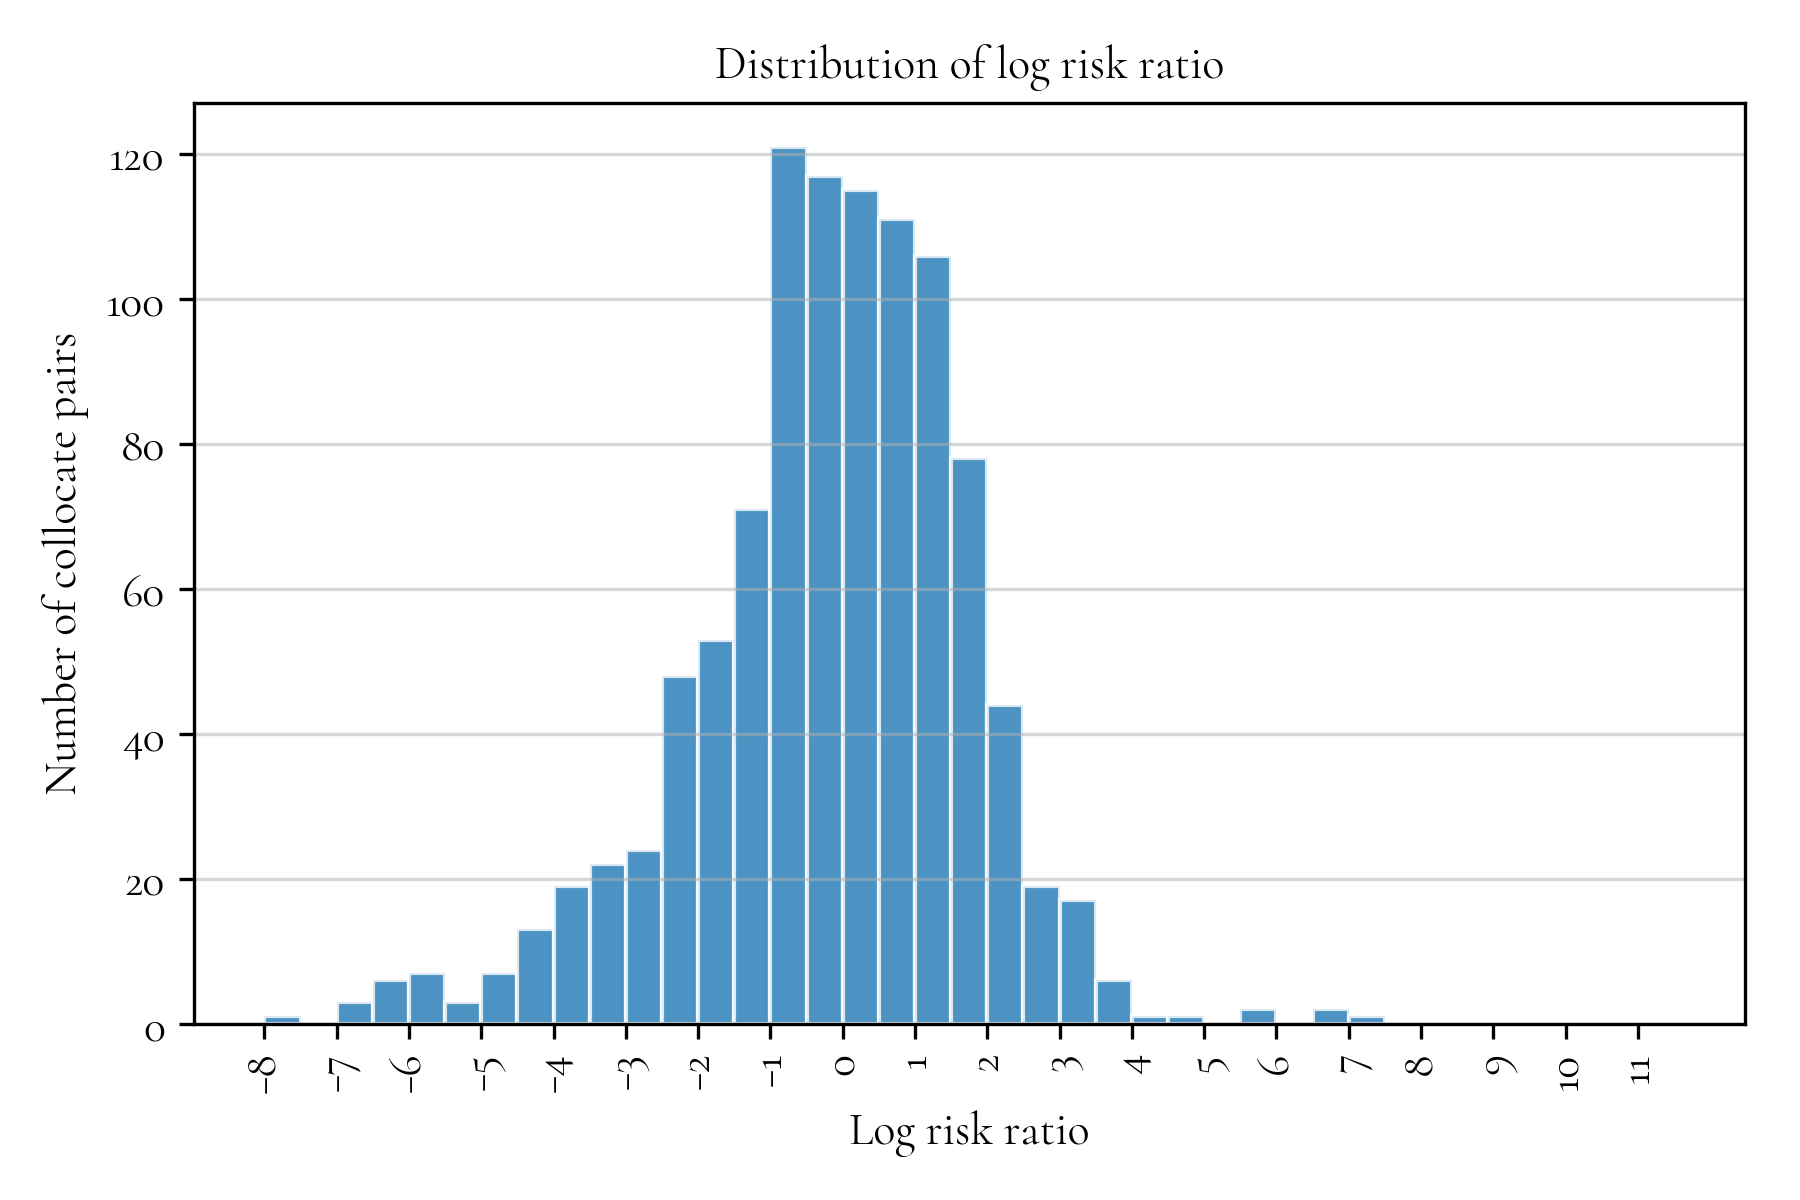 Distribution of log risk ratio
120
100
80
60
40
20
0
Number of collocate pairs
−8 −7 −6 −5 −4 −3 −2 −1 0 1 2 3 4 5 6 7 8 9 10 11
Log risk ratio